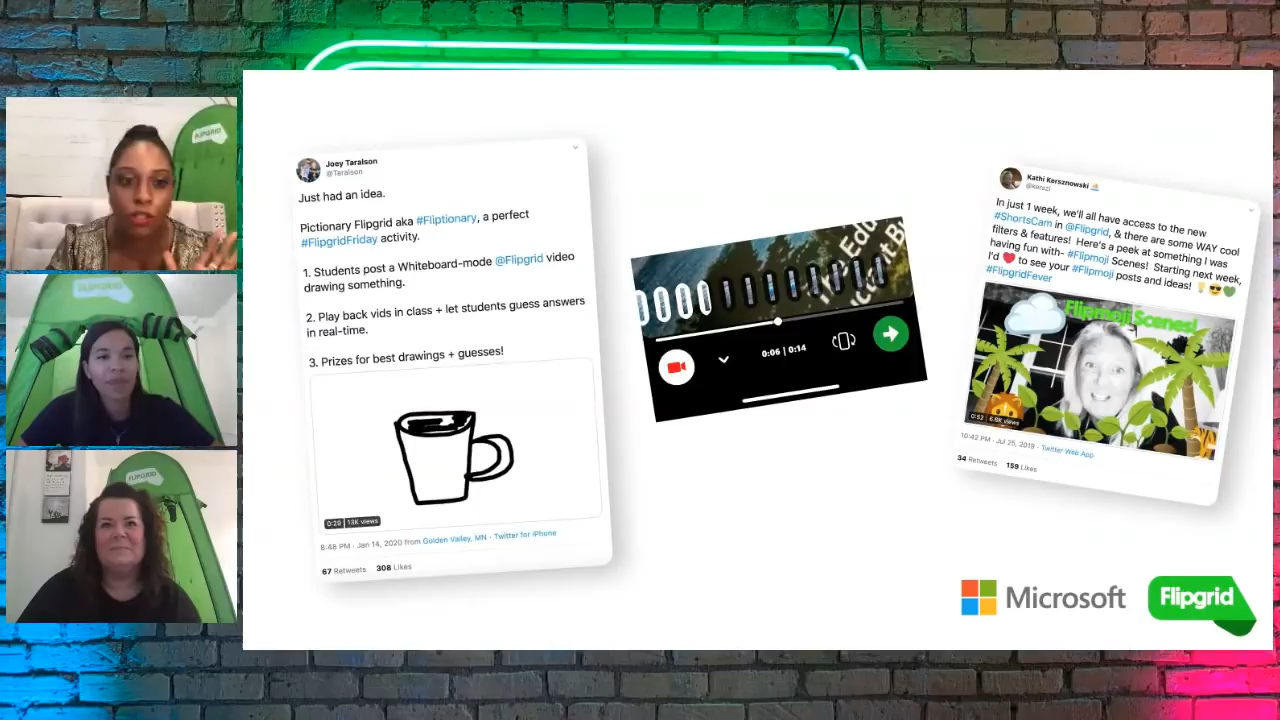 FLIPGRID
FLIPGRID
FLIPGRID
Joey Taralson
@Taralson
Just had an idea.
Pictionary Flipgrid aka #Fliptionary, a perfect
#FlipgridFriday activity.
1. Students post a Whiteboard-mode @Flipgrid video
drawing something.
2. Play back vids in class + let students guess answers
in real-time.
3. Prizes for best drawings + guesses!
0:29 13K views
8:48 PM · Jan 14, 2020 from Golden Valley, MN · Twitter for iPhone
67 Retweets 308 Likes
0:06 | 0:14
Kathi Kersznowski
@kerszi
In just 1 week, we'll all have access to the new
#ShortsCam in @Flipgrid, & there are some WAY cool
filters & features! Here's a peek at something I was
having fun with- #Flipmoji Scenes! Starting next week,
I'd ❤️ to see your #Flipmoji posts and ideas! 💡😎💚
#FlipgridFever
Flipmoji Scenes!
0:52 6.6K views
10:42 PM · Jul 25, 2019 · Twitter Web App
34 Retweets 159 Likes
Microsoft
Flipgrid